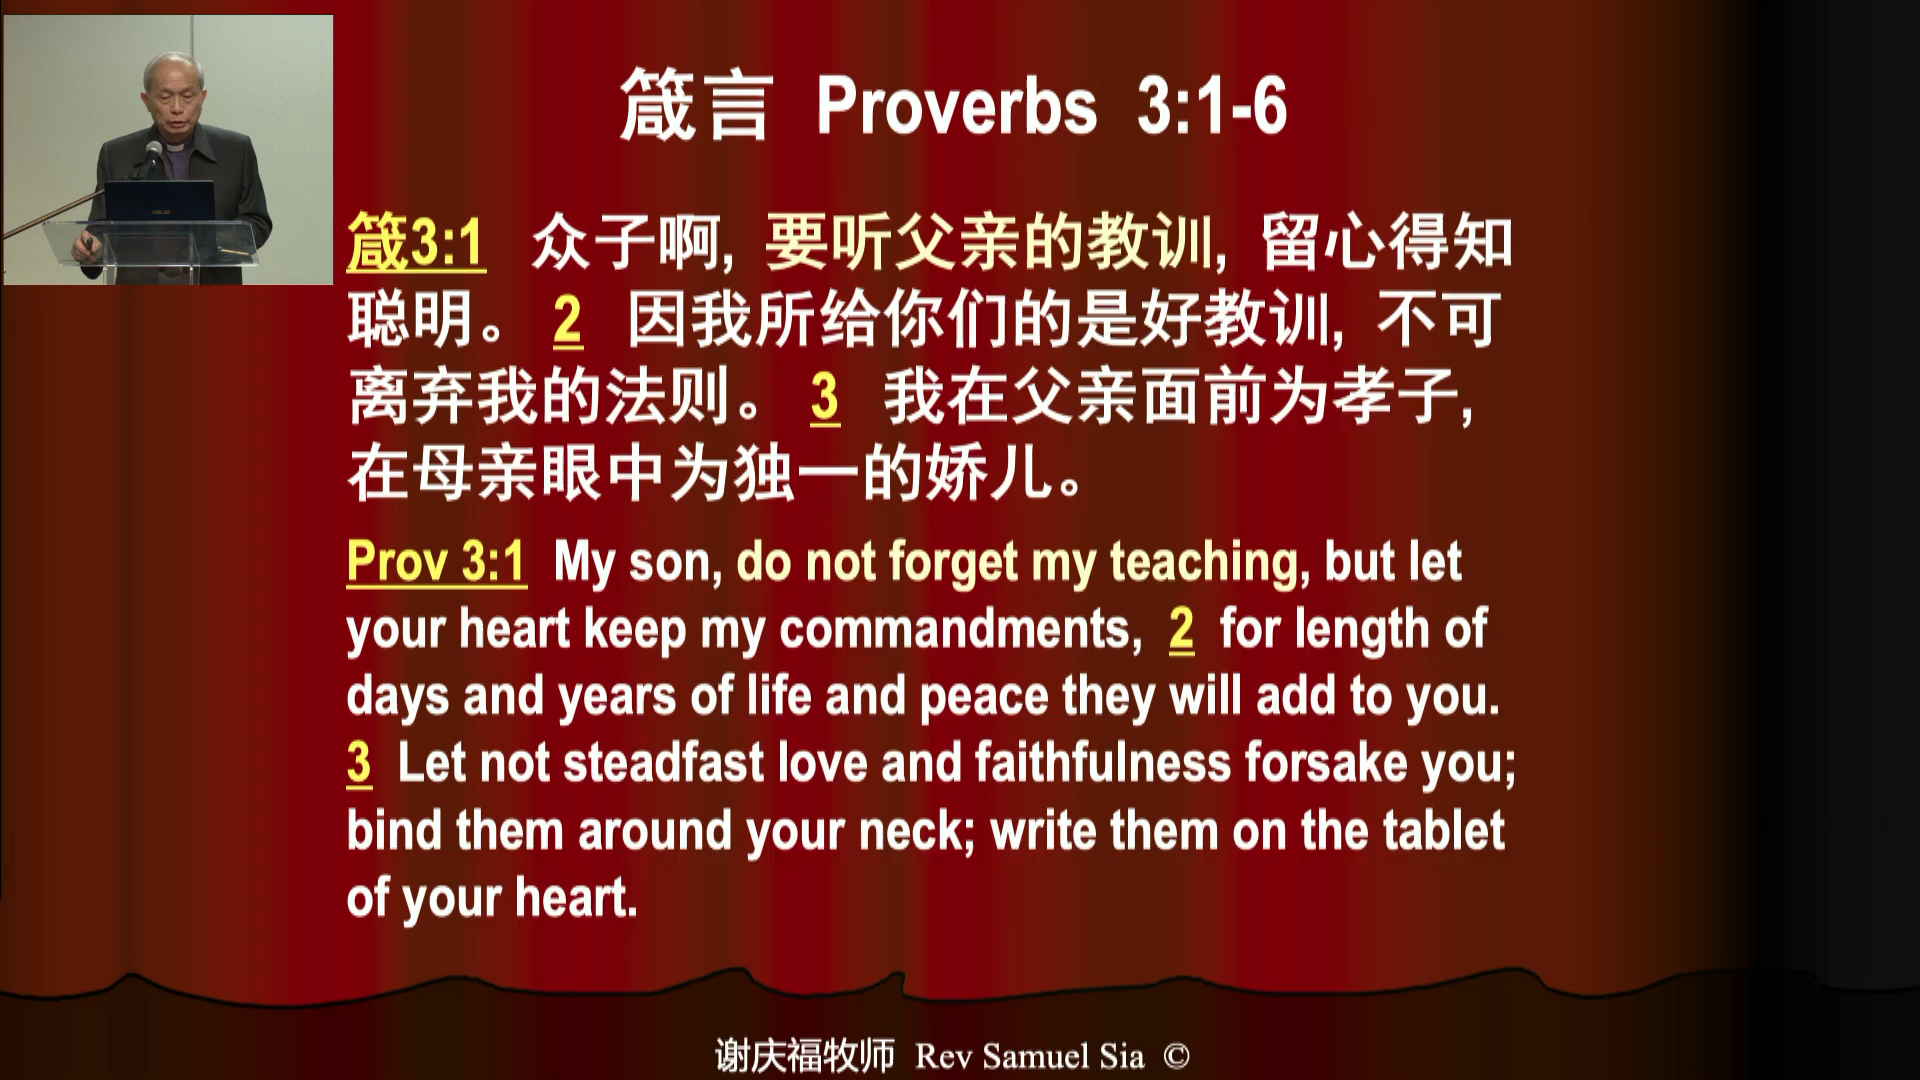 箴言 Proverbs 3:1-6
箴3:1 众子啊, 要听父亲的教训, 留心得知
聪明。 2 因我所给你们的是好教训, 不可
离弃我的法则。 3 我在父亲面前为孝子,
在母亲眼中为独一的娇儿。
Prov 3:1 My son, do not forget my teaching, but let
your heart keep my commandments, 2 for length of
days and years of life and peace they will add to you.
3 Let not steadfast love and faithfulness forsake you;
bind them around your neck; write them on the tablet
of your heart.
谢庆福牧师 Rev Samuel Sia ©